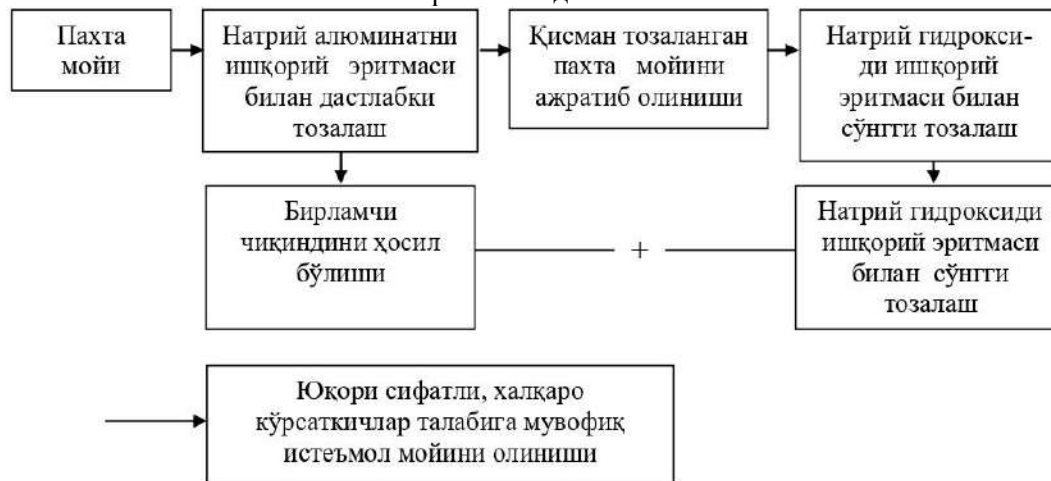 Пахта
мойи
Натрий алюминатни
ишқорий эритмаси
билан дастлабки
тозалаш
Қисман тозаланган
пахта мойини
ажратиб олиниши
Натрий гидрокси-
ди ишқорий
эритмаси билан
сўнгти тозалаш
Бирламчи
чиқиндини ҳосил
бўлиши
+
Натрий гидроксиди
ишқорий эритмаси
билан сўнгти
тозалаш
Юқори сифатли, халқаро
кўрсаткичлар талабига мувофиқ
истеъмол мойини олиниши